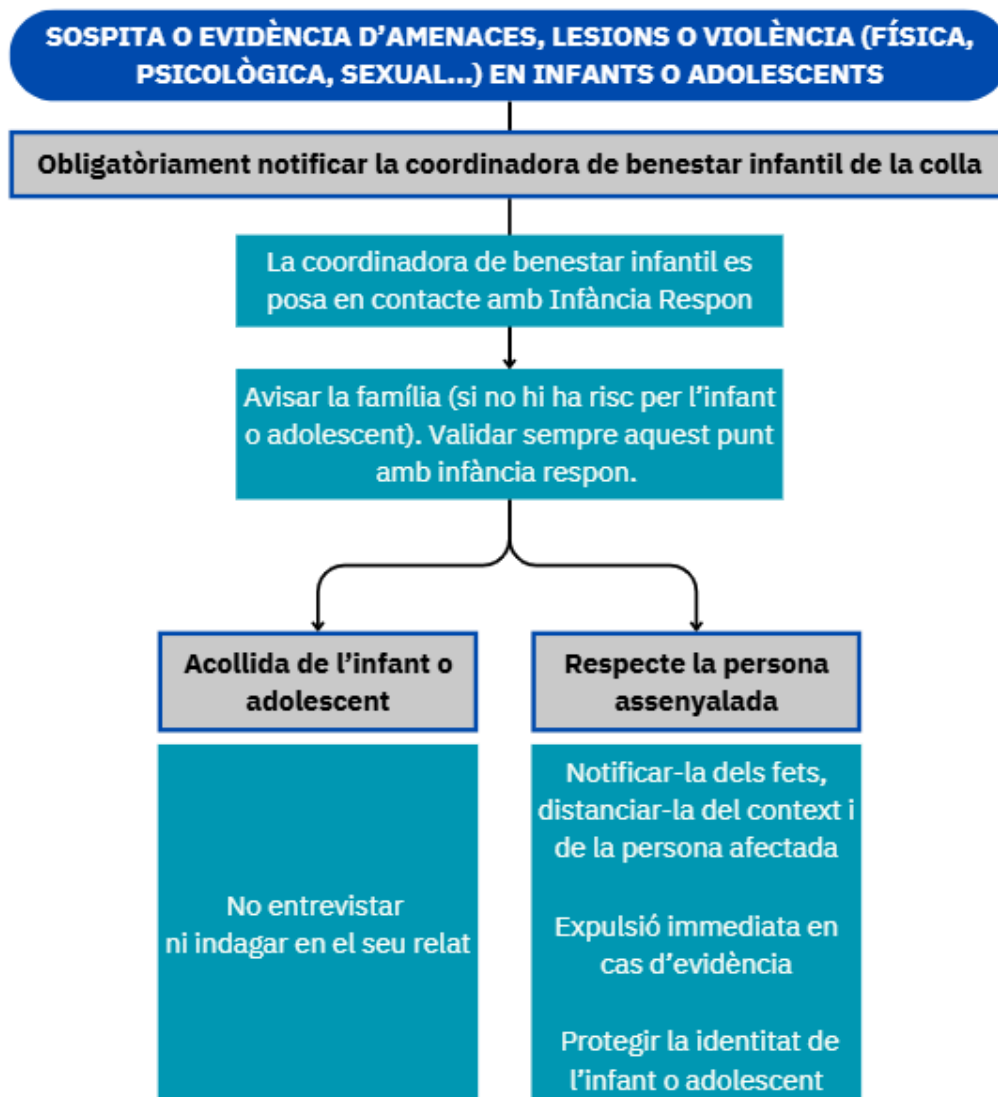 SOSPITA O EVIDÈNCIA D’AMENACES, LESIONS O VIOLÈNCIA (FÍSICA,
PSICOLÒGICA, SEXUAL...) EN INFANTS O ADOLESCENTS
Obligatòriament notificar la coordinadora de benestar infantil de la colla
La coordinadora de benestar infantil es
posa en contacte amb Infància Respon
Avisar la família (si no hi ha risc per l’infant
o adolescent). Validar sempre aquest punt
amb infància respon.
Acollida de l’infant o
adolescent
No entrevistar
ni indagar en el seu relat
Respecte la persona
assenyalada
Notificar-la dels fets,
distanciar-la del context i
de la persona afectada
Expulsió immediata en
cas d’evidència
Protegir la identitat de
l’infant o adolescent